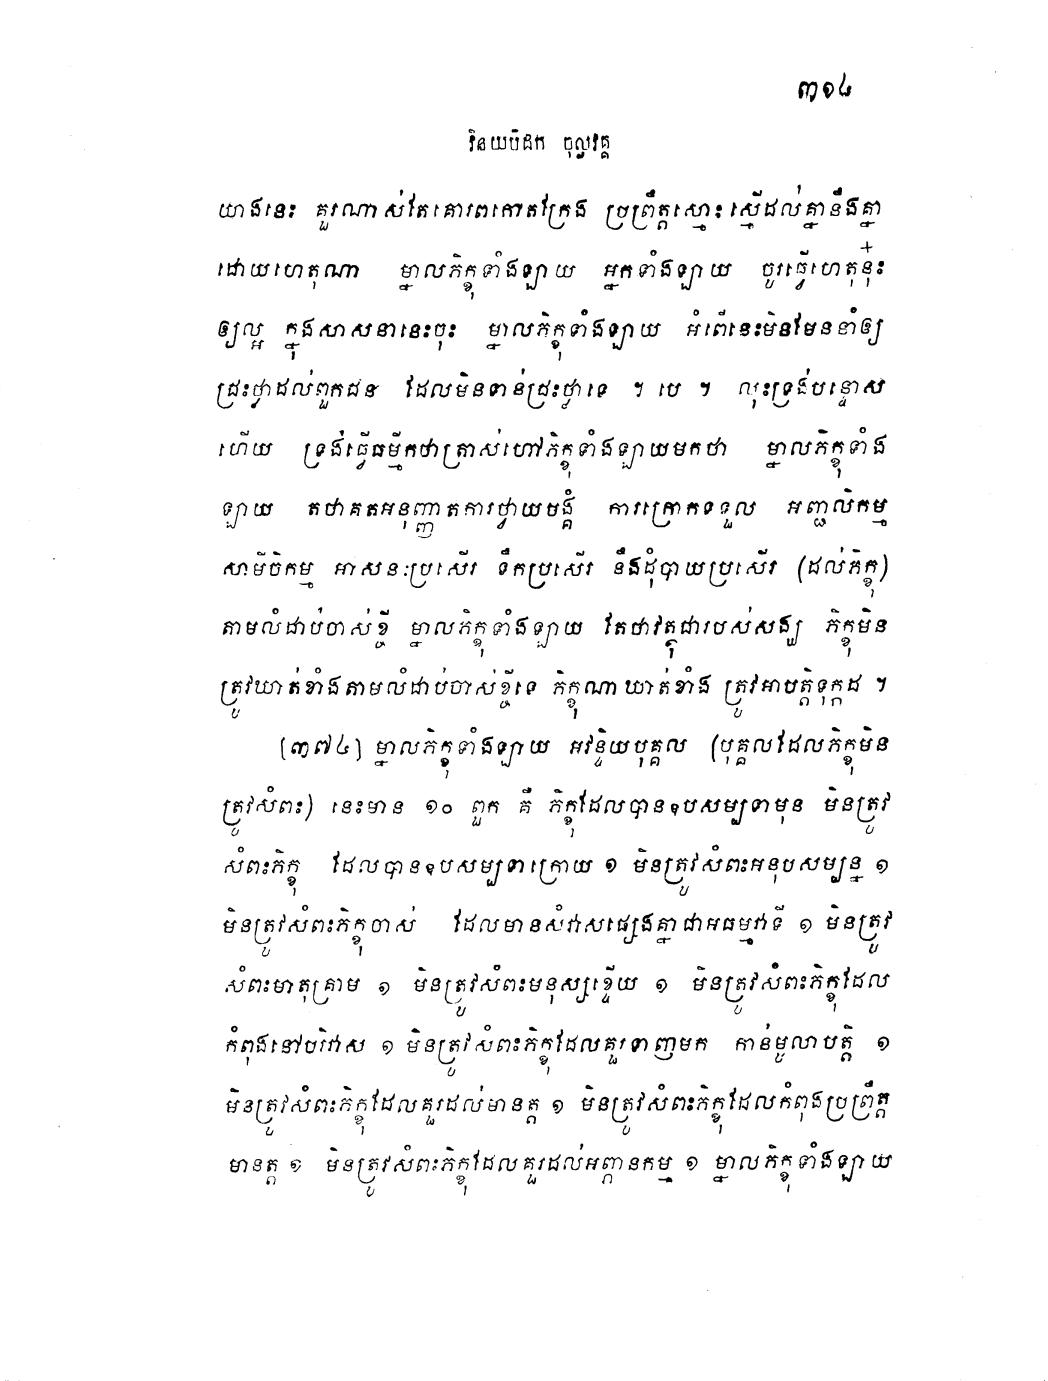 ៣១៤
វិនយបិដក ចុល្លវគ្គ
យាងនេះ គួរណាស់តែគោរពកោតក្រែង ប្រព្រឹត្តស្មោះស្មើដល់គ្នានឹងគ្នា
ដោយហេតុណា ម្នាលភិក្ខុទាំងឡាយ អ្នកទាំងឡាយ ចូរធ្វើហេតុនុ៎ះ
ឲ្យល្អ ក្នុងសាសនានេះចុះ ម្នាលភិក្ខុទាំងឡាយ អំពើនេះមិនមែននាំឲ្យ
ជ្រះថ្លាដល់ពួកជន ដែលមិនទាន់ជ្រះថ្លាទេ ។ បេ ។ លុះទ្រង់បន្ទោស
ហើយ ទ្រង់ធ្វើធម្មីកថាត្រាស់ហៅភិក្ខុទាំងឡាយមកថា ម្នាលភិក្ខុទាំង
ឡាយ តថាគតអនុញ្ញាតការថ្វាយបង្គំ ការក្រោកទទួល អញ្ជលិកម្ម
សាមីចិកម្ម អាសនៈប្រសើរ ទឹកប្រសើរ នឹងដុំបាយប្រសើរ (ដល់ភិក្ខុ)
តាមលំដាប់ចាស់ខ្ចី ម្នាលភិក្ខុទាំងឡាយ តែថាវត្ថុជារបស់សង្ឃ ភិក្ខុមិន
ត្រូវឃាត់ខាំងតាមលំដាប់ចាស់ខ្ចីទេ ភិក្ខុណាឃាត់ខាំង ត្រូវអាបត្តិទុក្កដ ។
(៣៧៤) ម្នាលភិក្ខុទាំងឡាយ អវន្ទិយបុគ្គល (បុគ្គលដែលភិក្ខុមិន
ត្រូវសំពះ) នេះមាន ១០ ពួក គឺ ភិក្ខុដែលបានឧបសម្បទាមុន មិនត្រូវ
សំពះភិក្ខុ ដែលបានឧបសម្បទាក្រោយ ១ មិនត្រូវសំពះអនុបសម្បន្ន ១
មិនត្រូវសំពះភិក្ខុចាស់ ដែលមានសំវាសផ្សេងគ្នាជាអធម្មវាទី ១ មិនត្រូវ
សំពះមាតុគ្រាម ១ មិនត្រូវសំពះមនុស្សខ្ទើយ ១ មិនត្រូវសំពះភិក្ខុដែល
កំពុងនៅបរិវាស ១ មិនត្រូវសំពះភិក្ខុដែលគួរទាញមក កាន់មូលាបត្តិ ១
មិនត្រូវសំពះភិក្ខុដែលគួរដល់មានត្ត ១ មិនត្រូវសំពះភិក្ខុដែលកំពុងប្រព្រឹត្ត
មានត្ត ១ មិនត្រូវសំពះភិក្ខុដែលគួរដល់អព្ភានកម្ម ១ ម្នាលភិក្ខុទាំងឡាយ